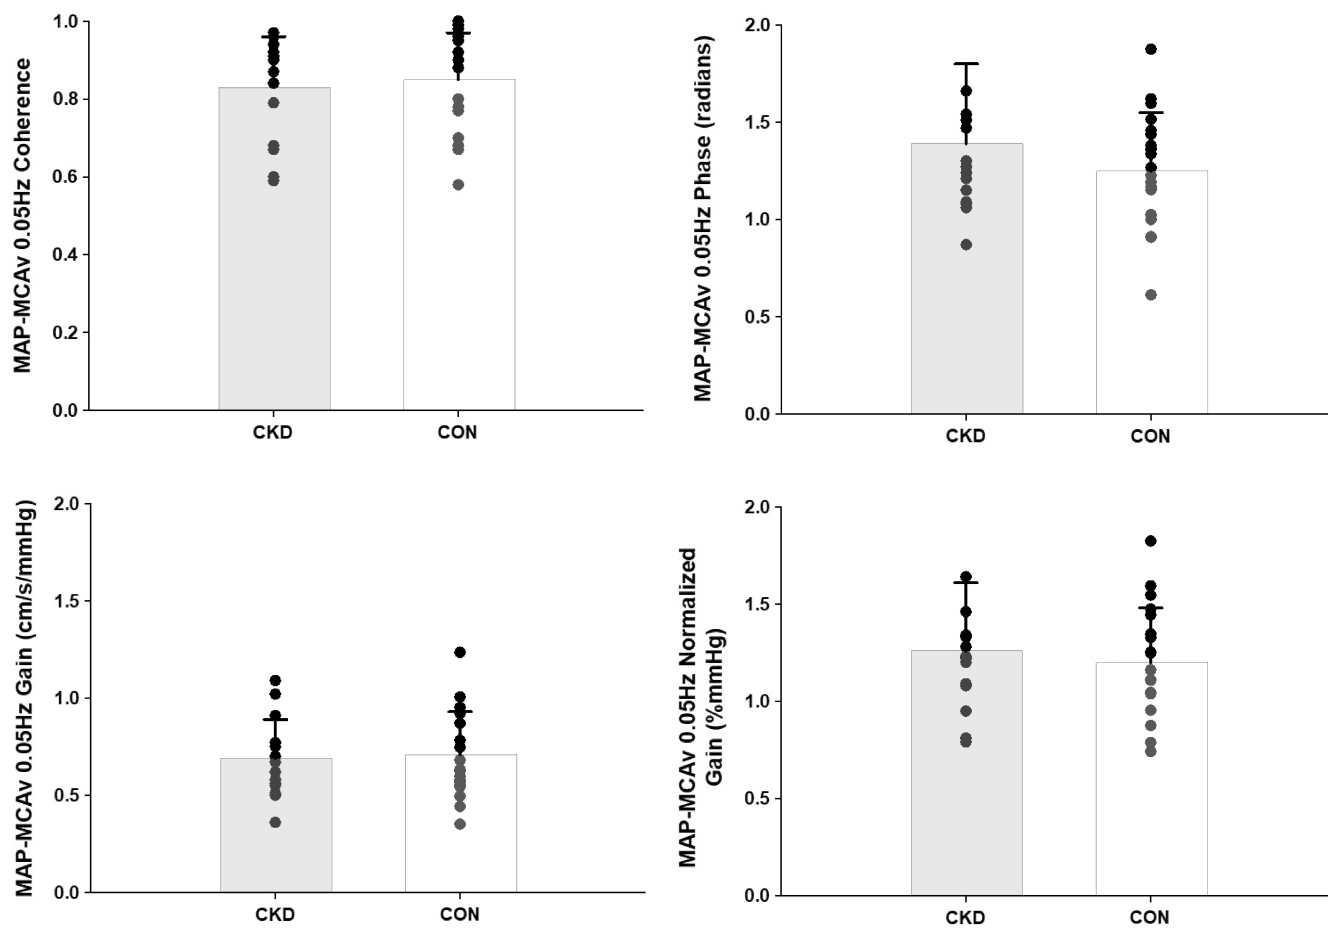 MAP-MCAv 0.05Hz Coherence
1.0
0.8
0.6
0.4
0.2
0.0
CKD
CON
MAP-MCAv 0.05Hz Phase (radians)
2.0
1.5
1.0
0.5
0.0
CKD
CON
MAP-MCAv 0.05Hz Gain (cm/s/mmHg)
2.0
1.5
1.0
0.5
0.0
CKD
CON
MAP-MCAv 0.05Hz Normalized
Gain (%mmHg)
2.0
1.5
1.0
0.5
0.0
CKD
CON